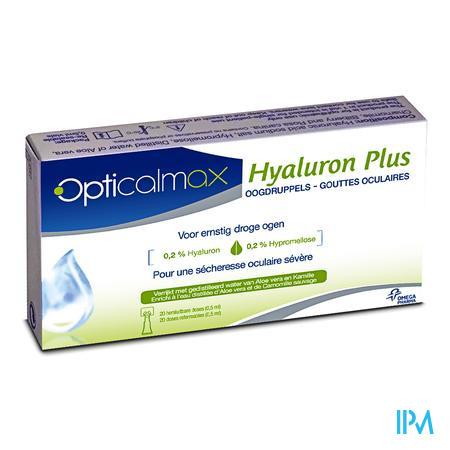 Opticalmax
Hyaluron Plus
OOGDRUPPELS - GOUTTES OCULAIRES
Voor ernstig droge ogen
0,2% Hyaluron
0,2% Hypromellose
Pour une sécheresse oculaire sévère
Verrijkt met gedistilleerd water van Aloe vera en Kamille
Enrichi à l'eau distillée d'Aloe vera et de Camomille sauvage
20 hersluitbare doses (0,5 ml)
20 doses refermables (0,5 ml)
OMEGA PHARMA
IPM